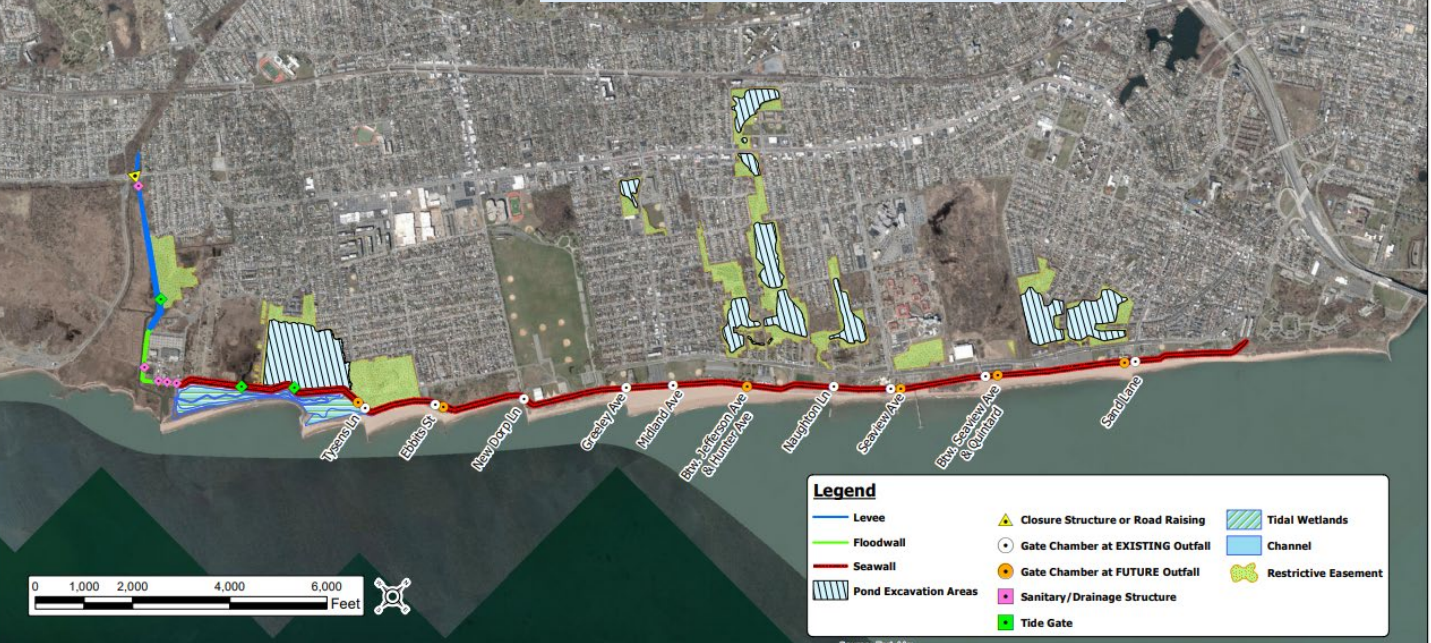 Tysens Ln
Ebbits St
New Dorp Ln
Greeley Ave
Midland Ave
Btw. Jefferson Ave
& Hunter Ave
Naughton Ln
Seaview Ave
Btw. Seaview Ave
& Quintard
Sand Lane
Legend
Levee
Floodwall
Seawall
Pond Excavation Areas
Closure Structure or Road Raising
Gate Chamber at EXISTING Outfall
Gate Chamber at FUTURE Outfall
Sanitary/Drainage Structure
Tide Gate
Tidal Wetlands
Channel
Restrictive Easement
0 1,000 2,000 4,000 6,000
Feet